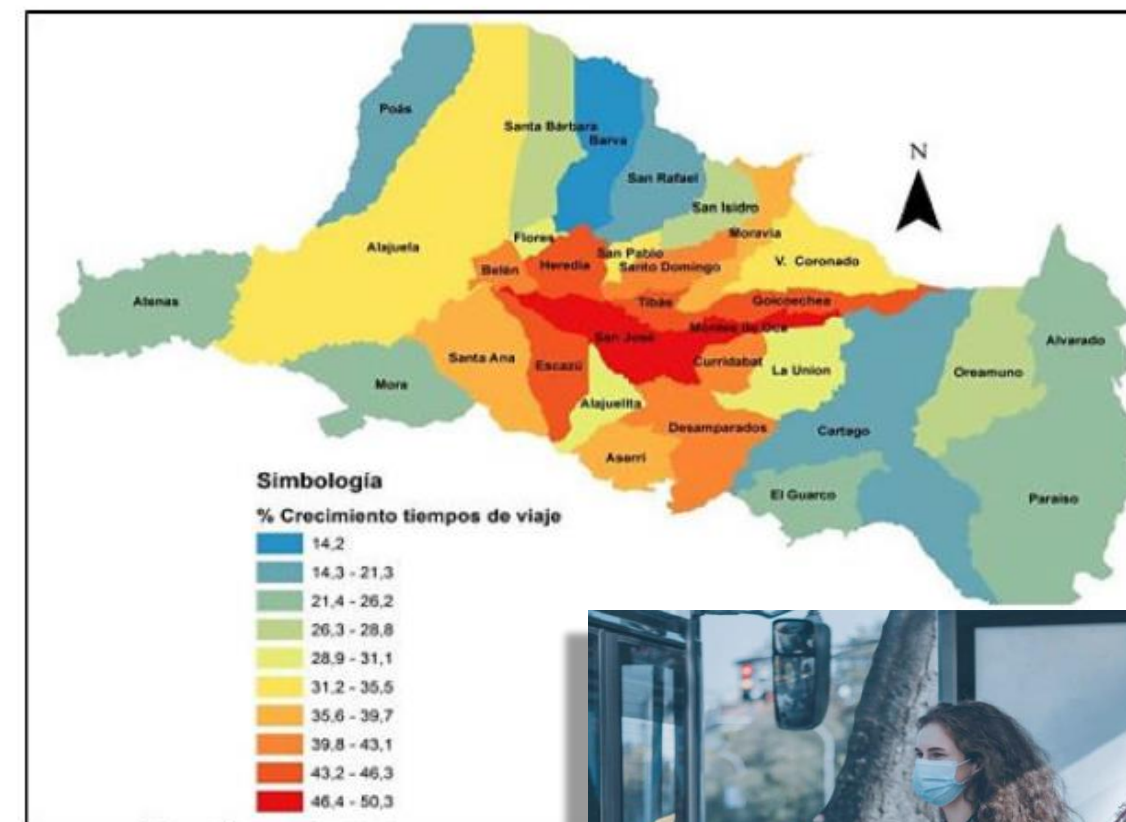 Poás
Santa Bárbara
Barva
N
San Rafael
San Isidro
Moravia
Flores
Alajuela
San Pablo
V. Coronado
Belén
Heredia
Santo Domingo
Atenas
Tibás
Goicoechea
Montes de Oca
San José
Alvarado
Santa Ana
Escazú
Curridabat
La Union
Oreamuno
Mora
Alajuelita
Desamparados
Cartago
Aserrí
El Guarco
Paraíso
Simbología
% Crecimiento tiempos de viaje
14,2
14,3 - 21,3
21,4 - 26,2
26,3 - 28,8
28,9 - 31,1
31,2 - 35,5
35,6 - 39,7
39,8 - 43,1
43,2 - 46,3
46,4 - 50,3